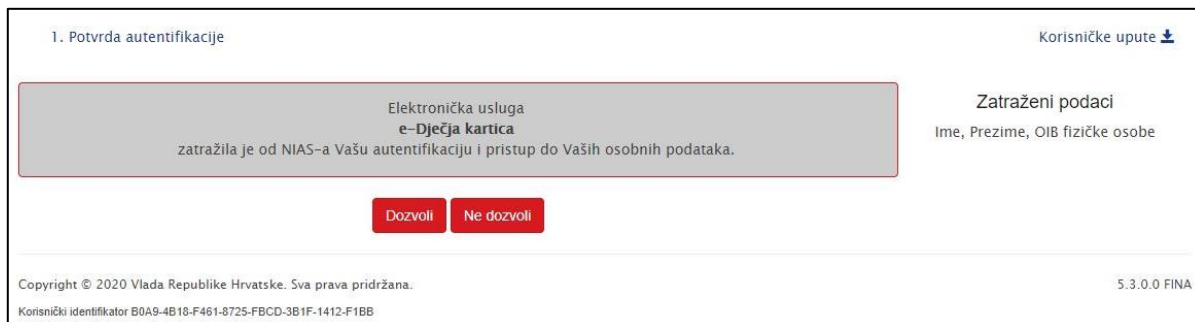 1. Potvrda autentifikacije
Korisničke upute
Elektronička usluga
e-Dječja kartica
zatražila je od NIAS-a Vašu autentifikaciju i pristup do Vaših osobnih podataka.
Zatraženi podaci
Ime, Prezime, OIB fizičke osobe
Dozvoli
Ne dozvoli
Copyright © 2020 Vlada Republike Hrvatske. Sva prava pridržana.
5.3.0.0 FINA
Korisnički identifikator B0A9-4B18-F461-8725-FBCD-3B1F-1412-F1BB